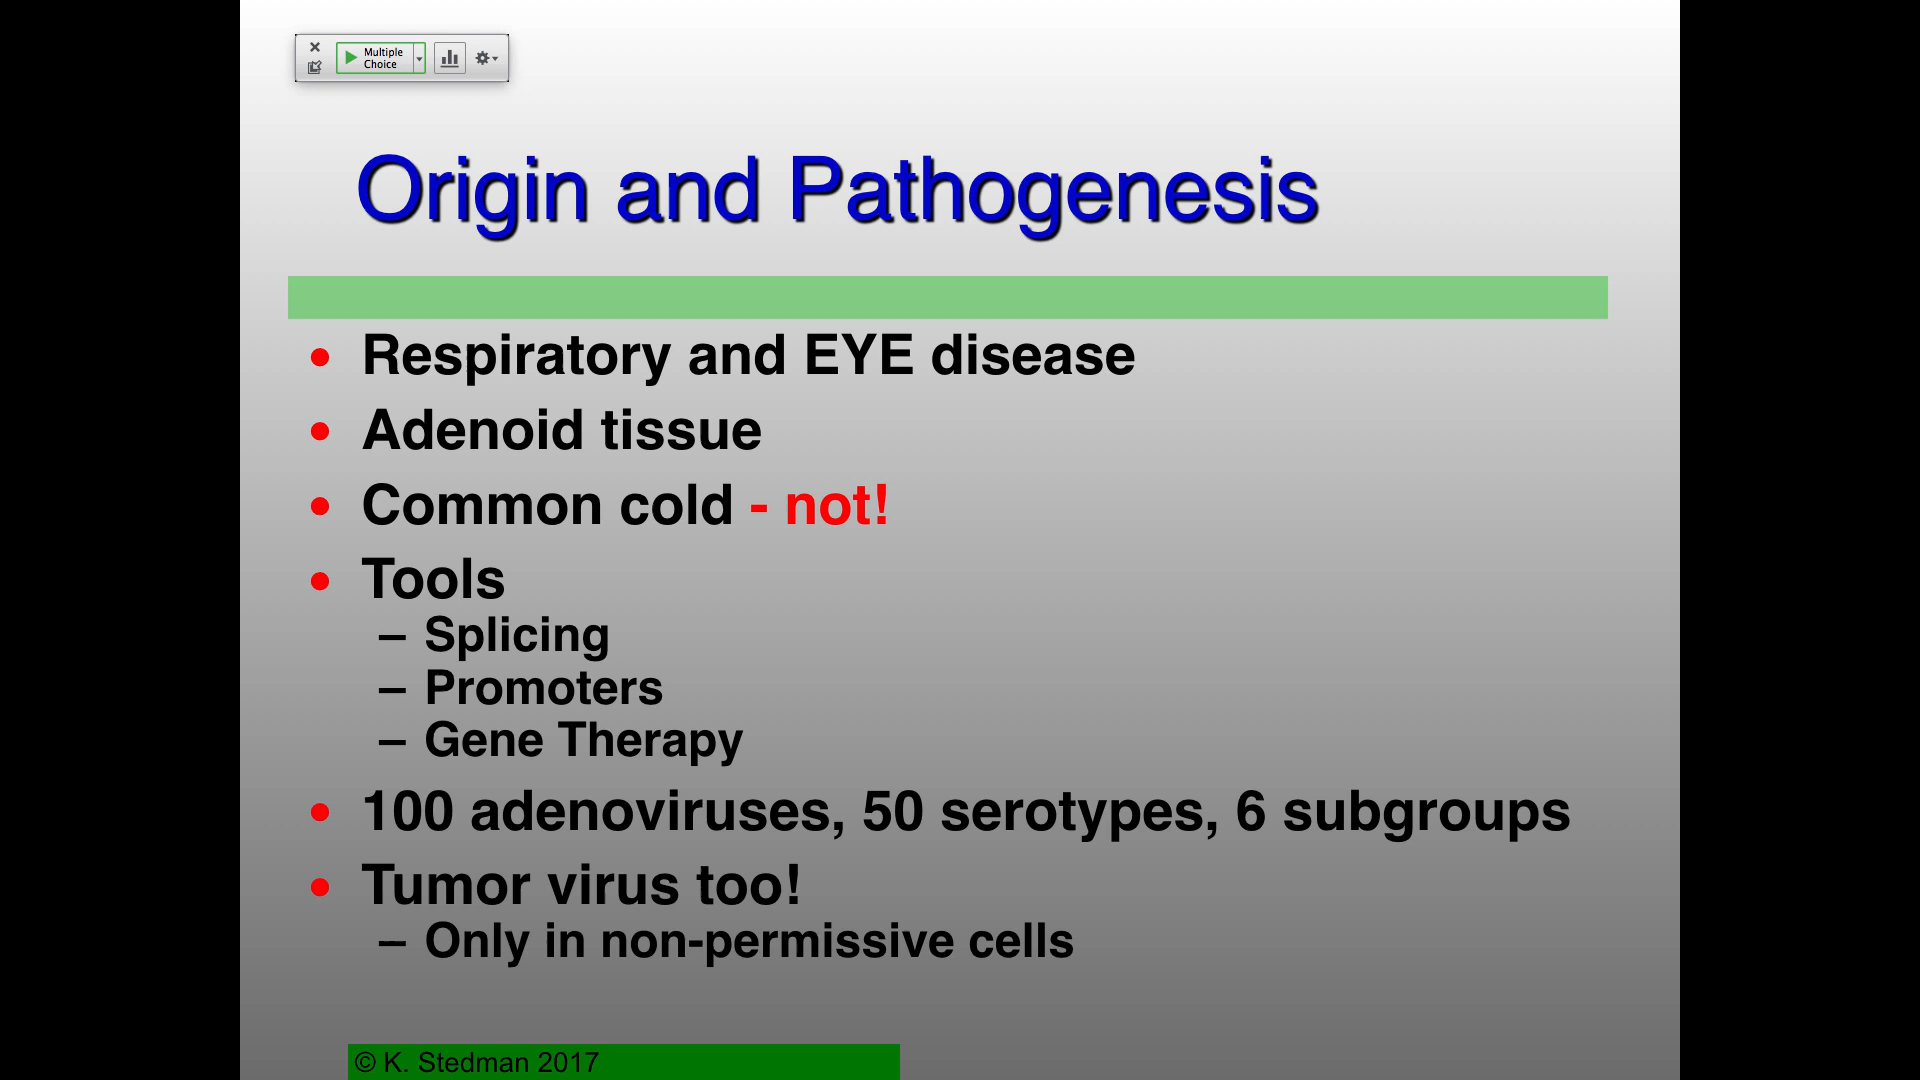 Multiple
Choice
Origin and Pathogenesis
• Respiratory and EYE disease
• Adenoid tissue
• Common cold - not!
• Tools
– Splicing
– Promoters
– Gene Therapy
• 100 adenoviruses, 50 serotypes, 6 subgroups
• Tumor virus too!
– Only in non-permissive cells
© K. Stedman 2017